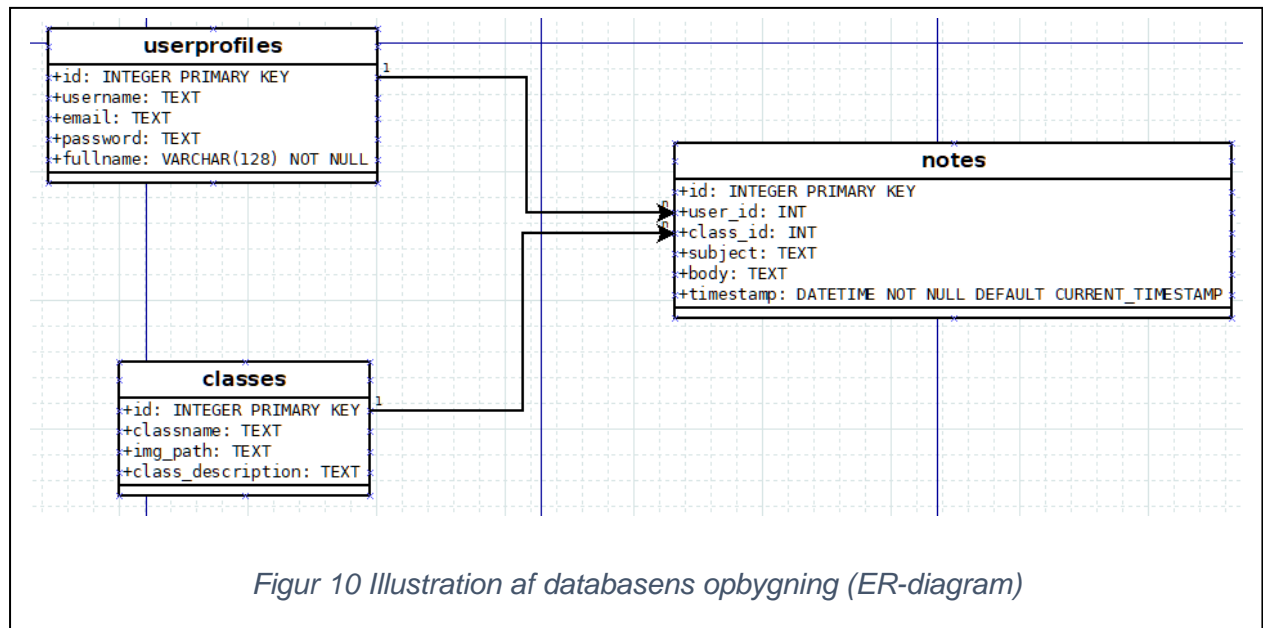 userprofiles
+id: INTEGER PRIMARY KEY
+username: TEXT
+email: TEXT
+password: TEXT
+fullname: VARCHAR(128) NOT NULL
1
notes
+id: INTEGER PRIMARY KEY
n
+user_id: INT
n
+class_id: INT
+subject: TEXT
+body: TEXT
+timestamp: DATETIME NOT NULL DEFAULT CURRENT_TIMESTAMP
classes
+id: INTEGER PRIMARY KEY
1
+classname: TEXT
+img_path: TEXT
+class_description: TEXT
Figur 10 Illustration af databasens opbygning (ER-diagram)